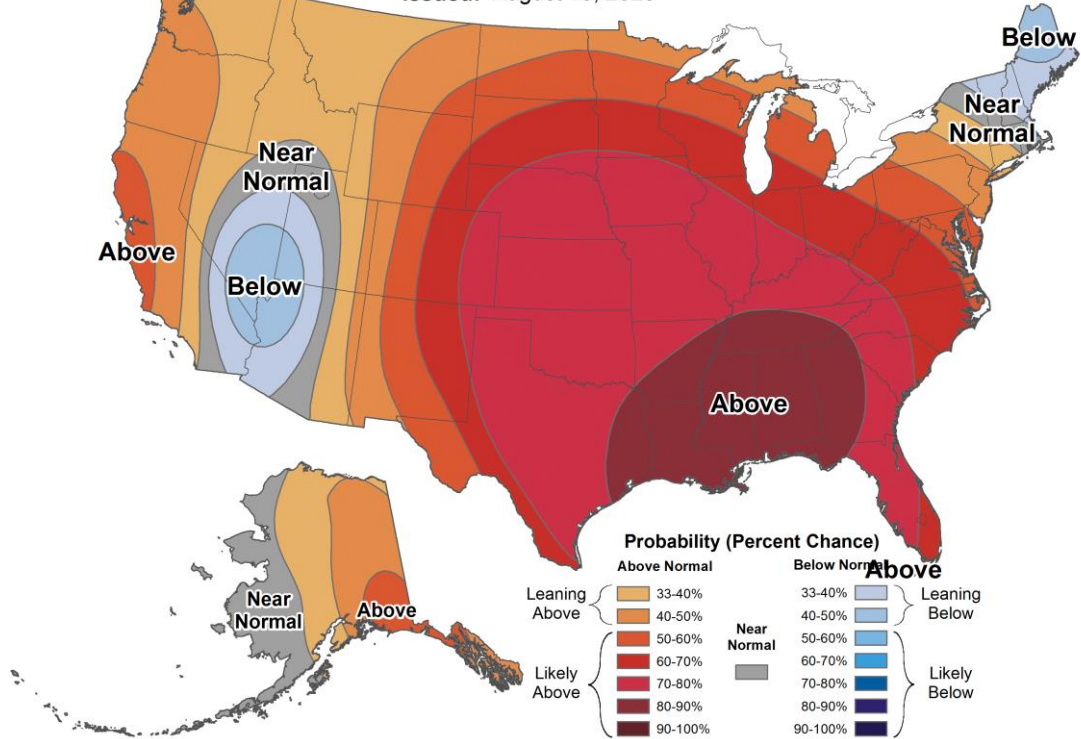 Below
Near
Normal
Near
Normal
Above
Below
Above
Near
Normal
Above
Above
Probability (Percent Chance)
Above Normal
Below Normal
Leaning
Above
Likely
Above
33-40%
40-50%
50-60%
60-70%
70-80%
80-90%
90-100%
Near
Normal
33-40%
40-50%
50-60%
60-70%
70-80%
80-90%
90-100%
Leaning
Below
Likely
Below